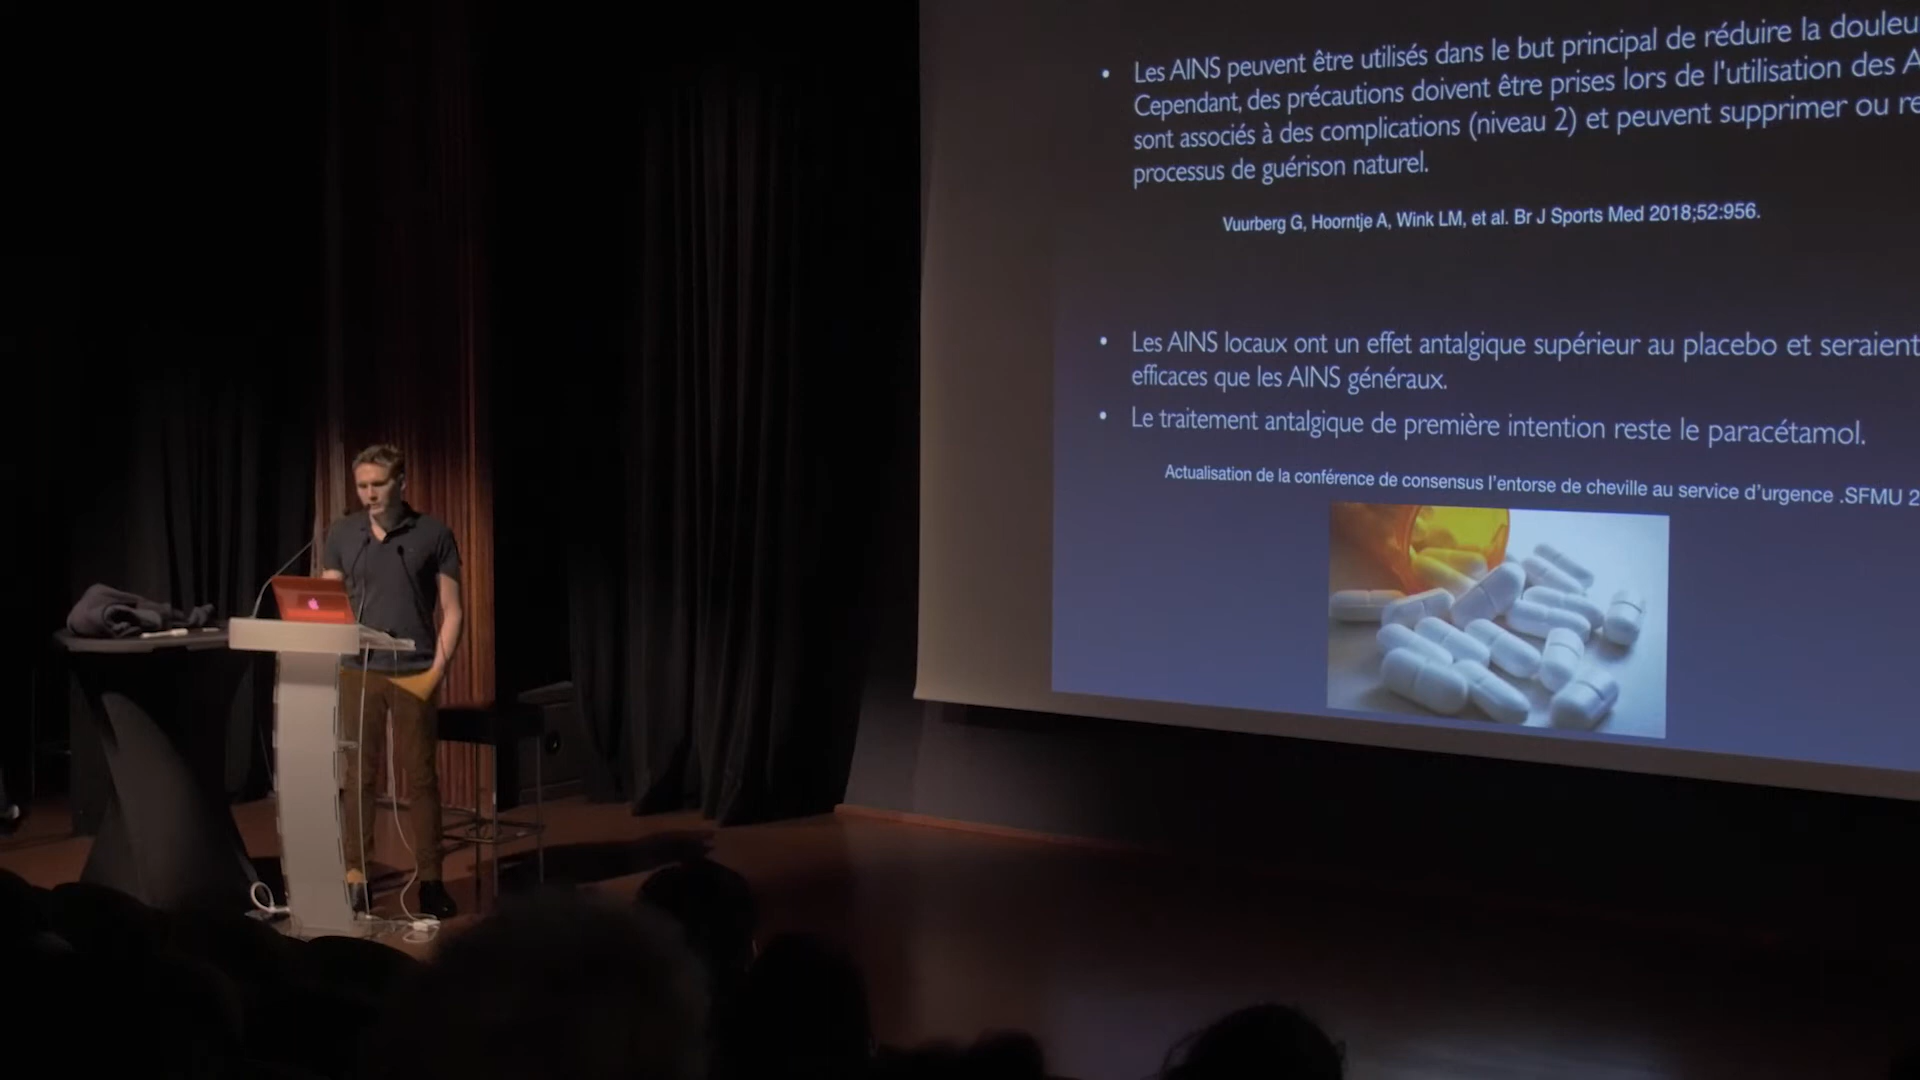 • Les AINS peuvent être utilisés dans le but principal de réduire la douleu
Cependant, des précautions doivent être prises lors de l'utilisation des A
sont associés à des complications (niveau 2) et peuvent supprimer ou re
processus de guérison naturel.
Vuurberg G, Hoorntje A, Wink LM, et al. Br J Sports Med 2018;52:956.
• Les AINS locaux ont un effet antalgique supérieur au placebo et seraient
efficaces que les AINS généraux.
• Le traitement antalgique de première intention reste le paracétamol.
Actualisation de la conférence de consensus l'entorse de cheville au service d'urgence .SFMU 2